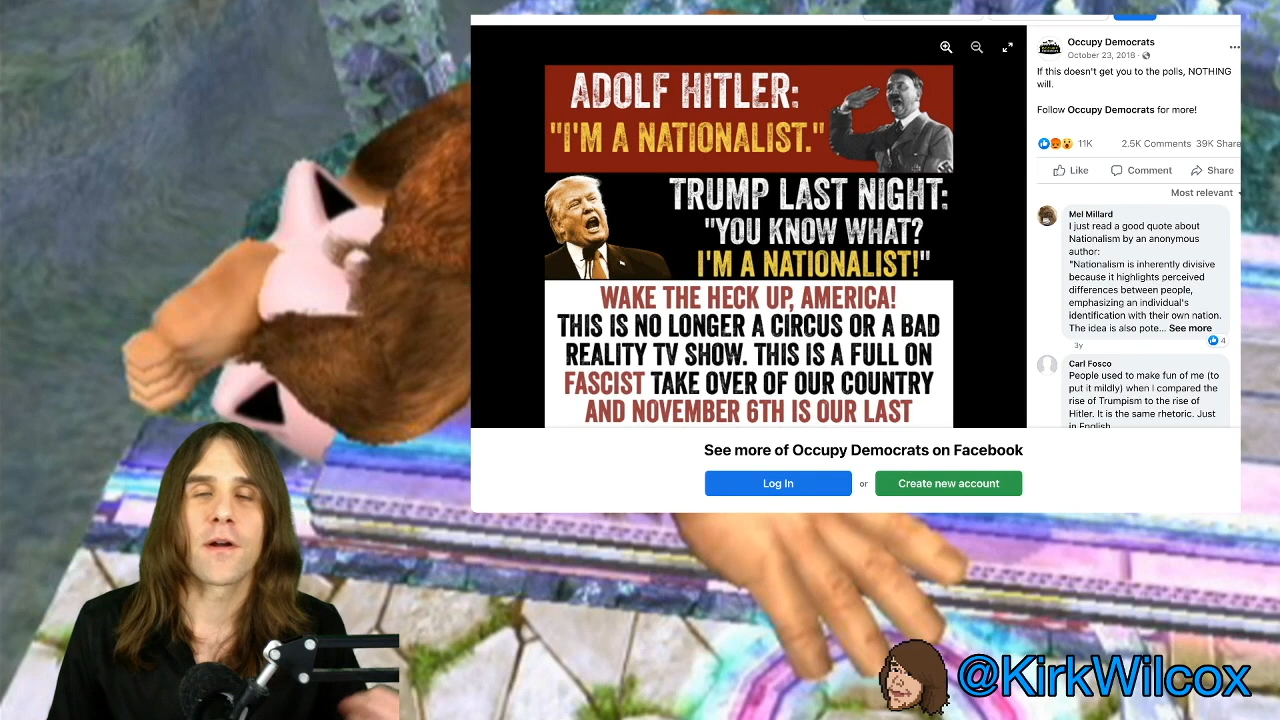 ADOLF HITLER:
"I'M A NATIONALIST."
TRUMP LAST NIGHT:
"YOU KNOW WHAT?
I'M A NATIONALIST!"
WAKE THE HECK UP, AMERICA!
THIS IS NO LONGER A CIRCUS OR A BAD
REALITY TV SHOW. THIS IS A FULL ON
FASCIST TAKE OVER OF OUR COUNTRY
AND NOVEMBER 6TH IS OUR LAST
Occupy Democrats
October 23, 2018 ·
If this doesn't get you to the polls, NOTHING
will.
Follow Occupy Democrats for more!
11K 2.5K Comments 39K Share
Like Comment Share
Most relevant
Mel Millard
I just read a good quote about
Nationalism by an anonymous
author:
"Nationalism is inherently divisive
because it highlights perceived
differences between people,
emphasizing an individual's
identification with their own nation.
The idea is also pote... See more
4
3y
Carl Fosco
People used to make fun of me (to
put it mildly) when I compared the
rise of Trumpism to the rise of
Hitler. It is the same rhetoric. Just
in English.
See more of Occupy Democrats on Facebook
Log In or Create new account
@KirkWilcox